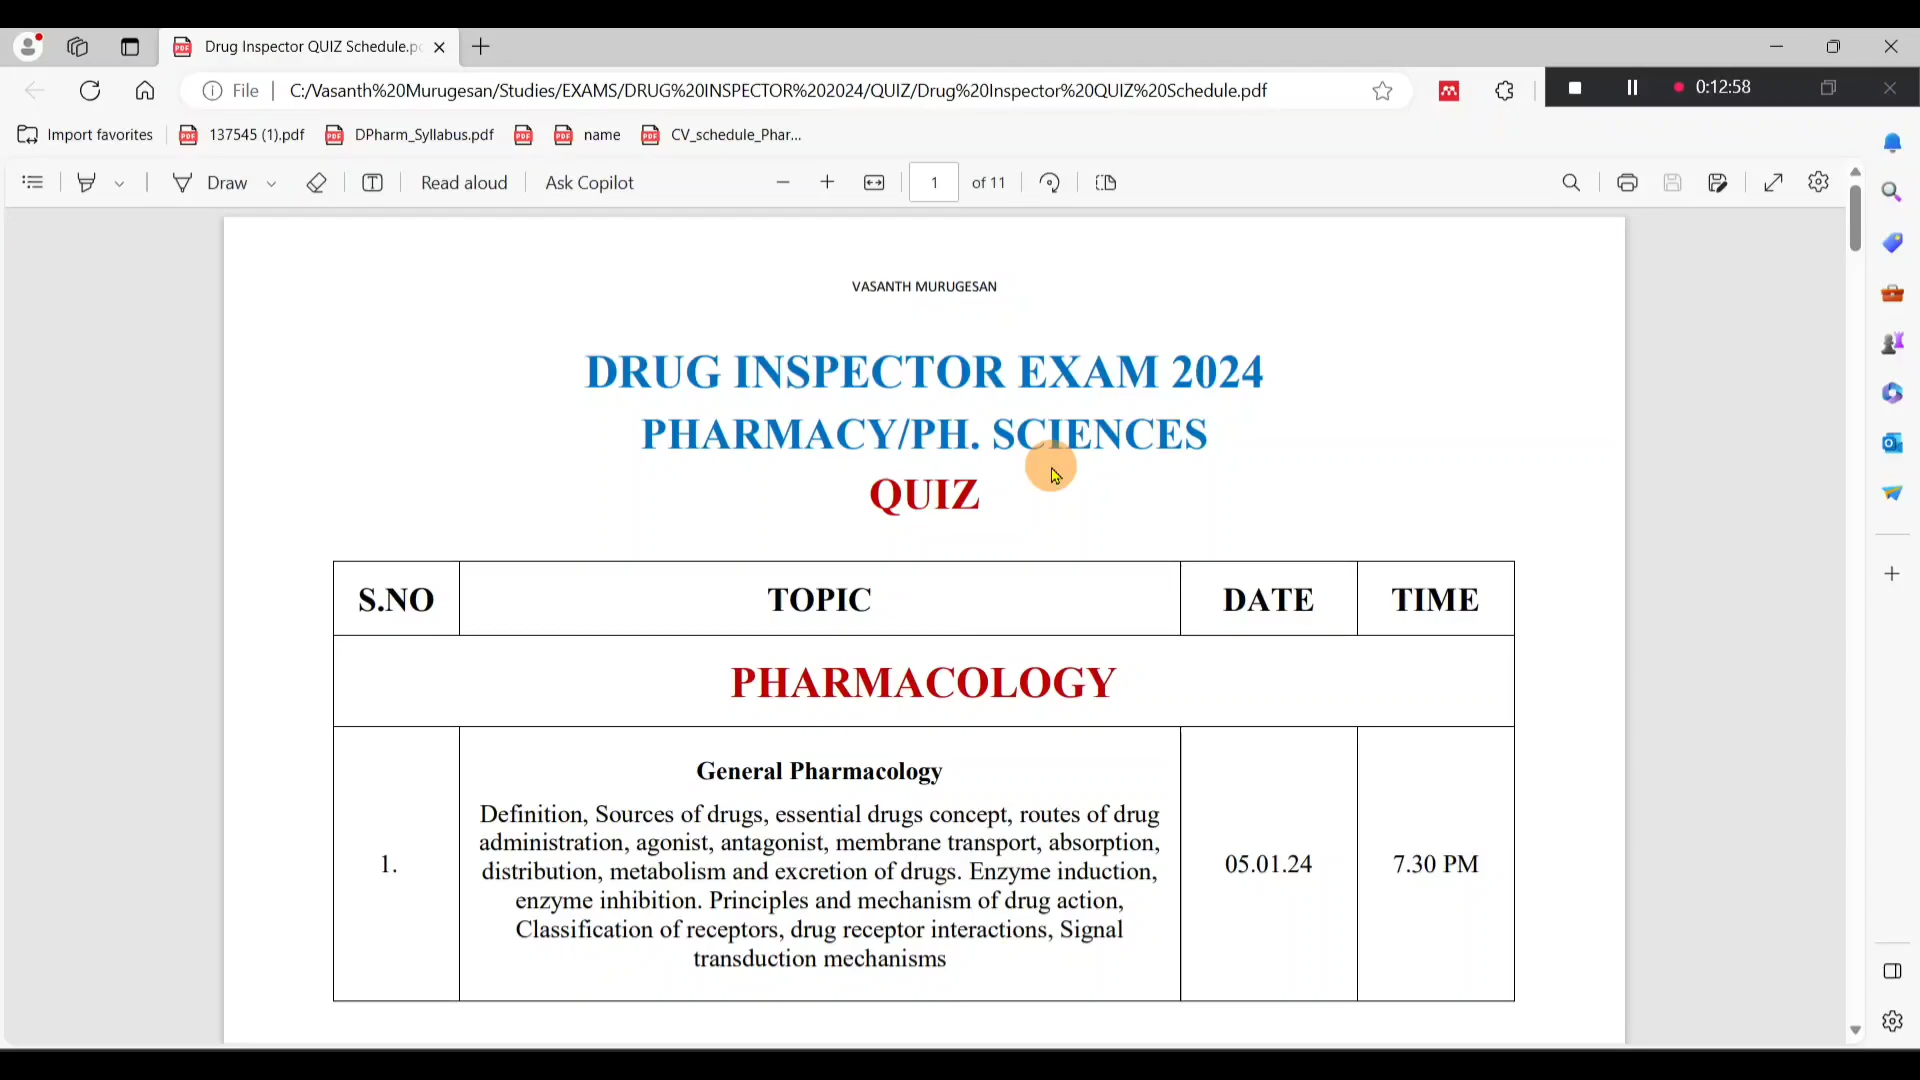 Drug Inspector QUIZ Schedule.p
File
C:/Vasanth%20Murugesan/Studies/EXAMS/DRUG%20INSPECTOR%202024/QUIZ/Drug%20Inspector%20QUIZ%20Schedule.pdf
0:12:58
Import favorites
137545 (1).pdf
DPharm_Syllabus.pdf
name
CV_schedule_Phar...
Draw
Read aloud
Ask Copilot
1
of 11
VASANTH MURUGESAN
DRUG INSPECTOR EXAM 2024
PHARMACY/PH. SCIENCES
QUIZ
S.NO TOPIC DATE TIME
PHARMACOLOGY
1.
General Pharmacology
Definition, Sources of drugs, essential drugs concept, routes of drug
administration, agonist, antagonist, membrane transport, absorption,
distribution, metabolism and excretion of drugs. Enzyme induction,
enzyme inhibition. Principles and mechanism of drug action,
Classification of receptors, drug receptor interactions, Signal
transduction mechanisms
05.01.24
7.30 PM